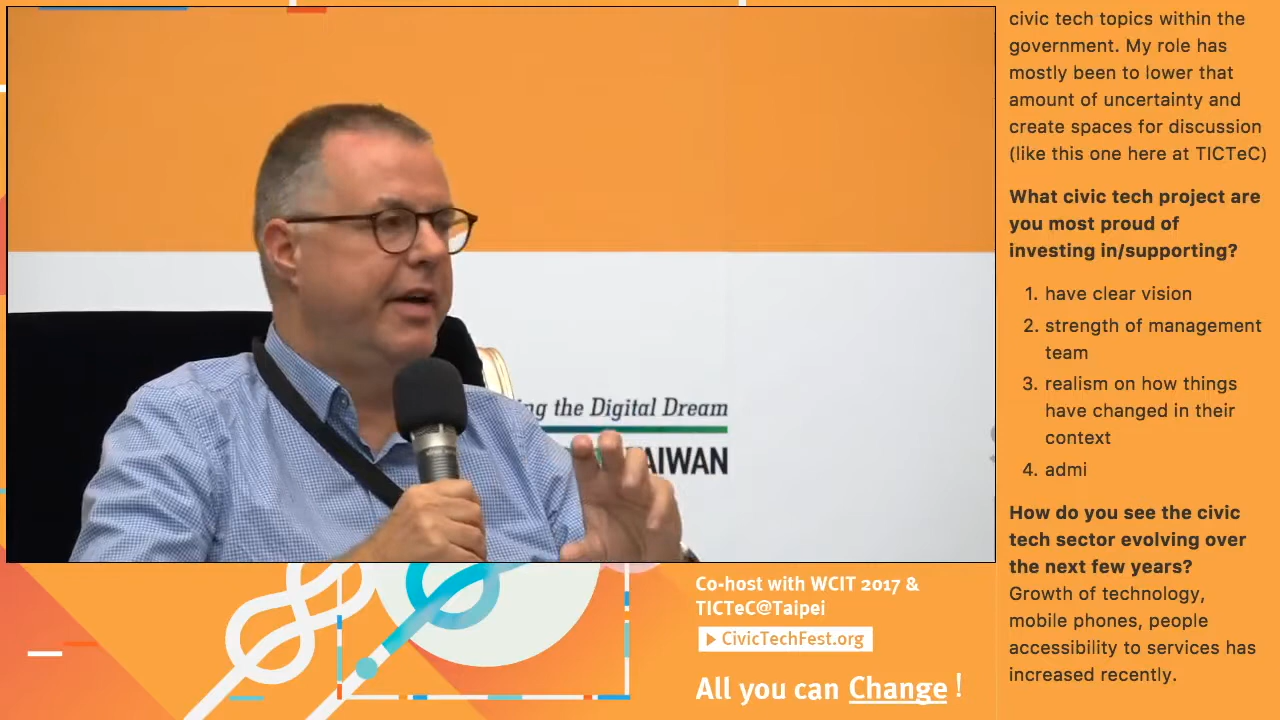 ng the Digital Dream
AIWAN
Co-host with WCIT 2017 &
TICTeC@Taipei
CivicTechFest.org
All you can Change !
civic tech topics within the
government. My role has
mostly been to lower that
amount of uncertainty and
create spaces for discussion
(like this one here at TICTeC)
What civic tech project are
you most proud of
investing in/supporting?
1. have clear vision
2. strength of management
team
3. realism on how things
have changed in their
context
4. admi
How do you see the civic
tech sector evolving over
the next few years?
Growth of technology,
mobile phones, people
accessibility to services has
increased recently.